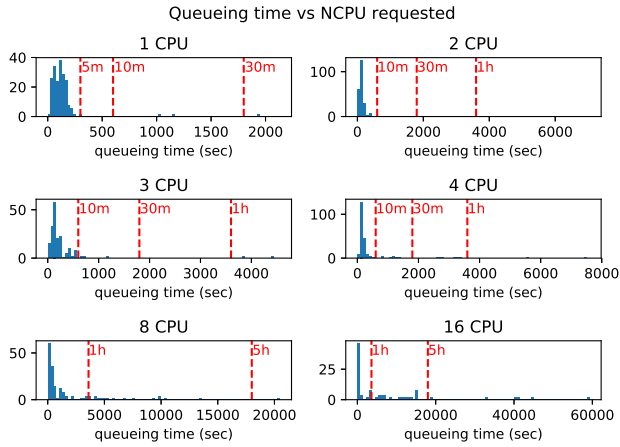 Queueing time vs NCPU requested
1 CPU
2 CPU
40
20
0
5m
10m
30m
0
500
1000
1500
2000
queueing time (sec)
100
0
10m
30m
1h
0
2000
4000
6000
queueing time (sec)
3 CPU
4 CPU
50
0
10m
30m
1h
0
1000
2000
3000
4000
queueing time (sec)
100
0
10m
30m
1h
0
2000
4000
6000
8000
queueing time (sec)
8 CPU
16 CPU
50
25
0
1h
5h
0
5000
10000
15000
20000
queueing time (sec)
25
0
1h
5h
0
20000
40000
60000
queueing time (sec)